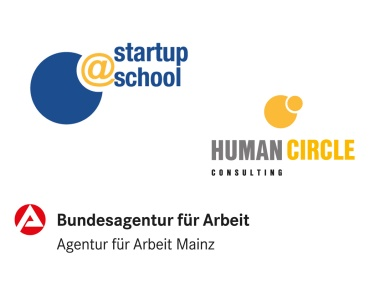 startup
@school
HUMAN CIRCLE
CONSULTING
Bundesagentur für Arbeit
Agentur für Arbeit Mainz